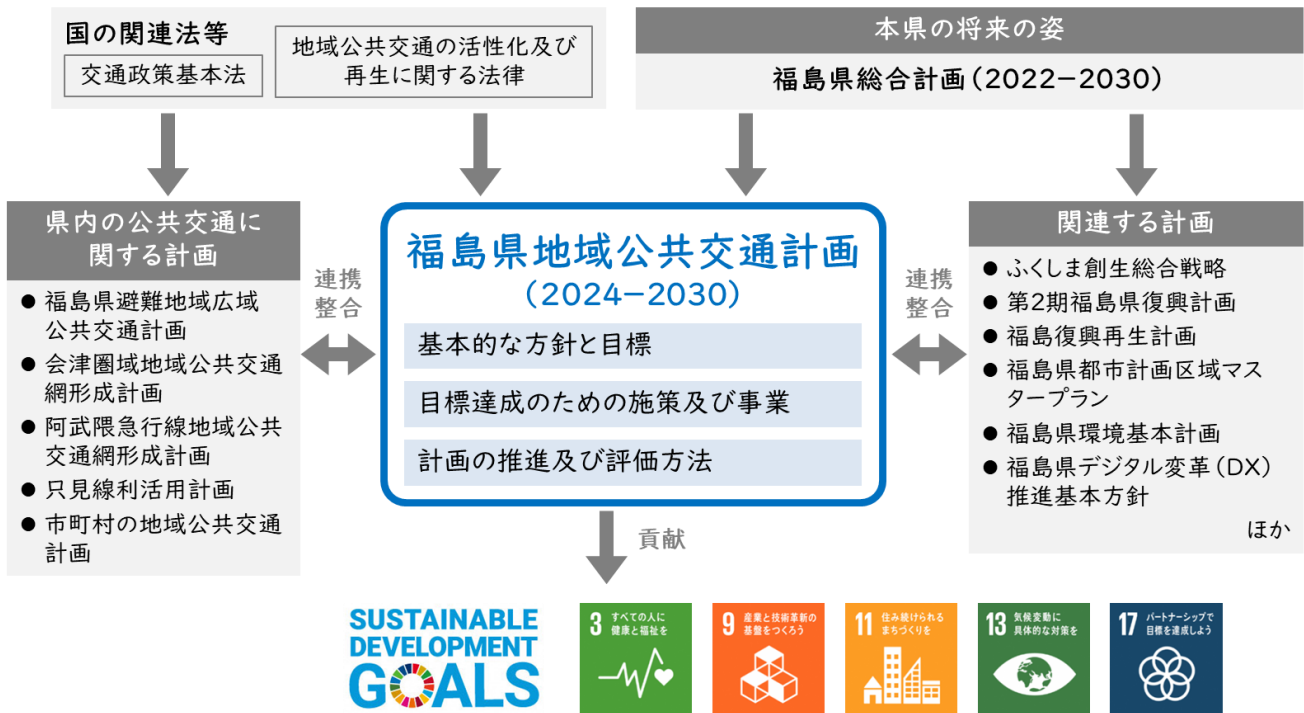 国の関連法等
交通政策基本法
地域公共交通の活性化及び
再生に関する法律
本県の将来の姿
福島県総合計画（2022−2030）
県内の公共交通に
関する計画
● 福島県避難地域広域
公共交通計画
● 会津圏域地域公共交通
網形成計画
● 阿武隈急行線地域公共
交通網形成計画
● 只見線利活用計画
● 市町村の地域公共交通
計画
連携
整合
福島県地域公共交通計画
（2024−2030）
基本的な方針と目標
目標達成のための施策及び事業
計画の推進及び評価方法
連携
整合
関連する計画
● ふくしま創生総合戦略
● 第2期福島県復興計画
● 福島復興再生計画
● 福島県都市計画区域マス
タープラン
● 福島県環境基本計画
● 福島県デジタル変革（DX）
推進基本方針
ほか
貢献
SUSTAINABLE
DEVELOPMENT
GOALS
3 すべての人に
健康と福祉を
9 産業と技術革新の
基盤をつくろう
11 住み続けられる
まちづくりを
13 気候変動に
具体的な対策を
17 パートナーシップで
目標を達成しよう